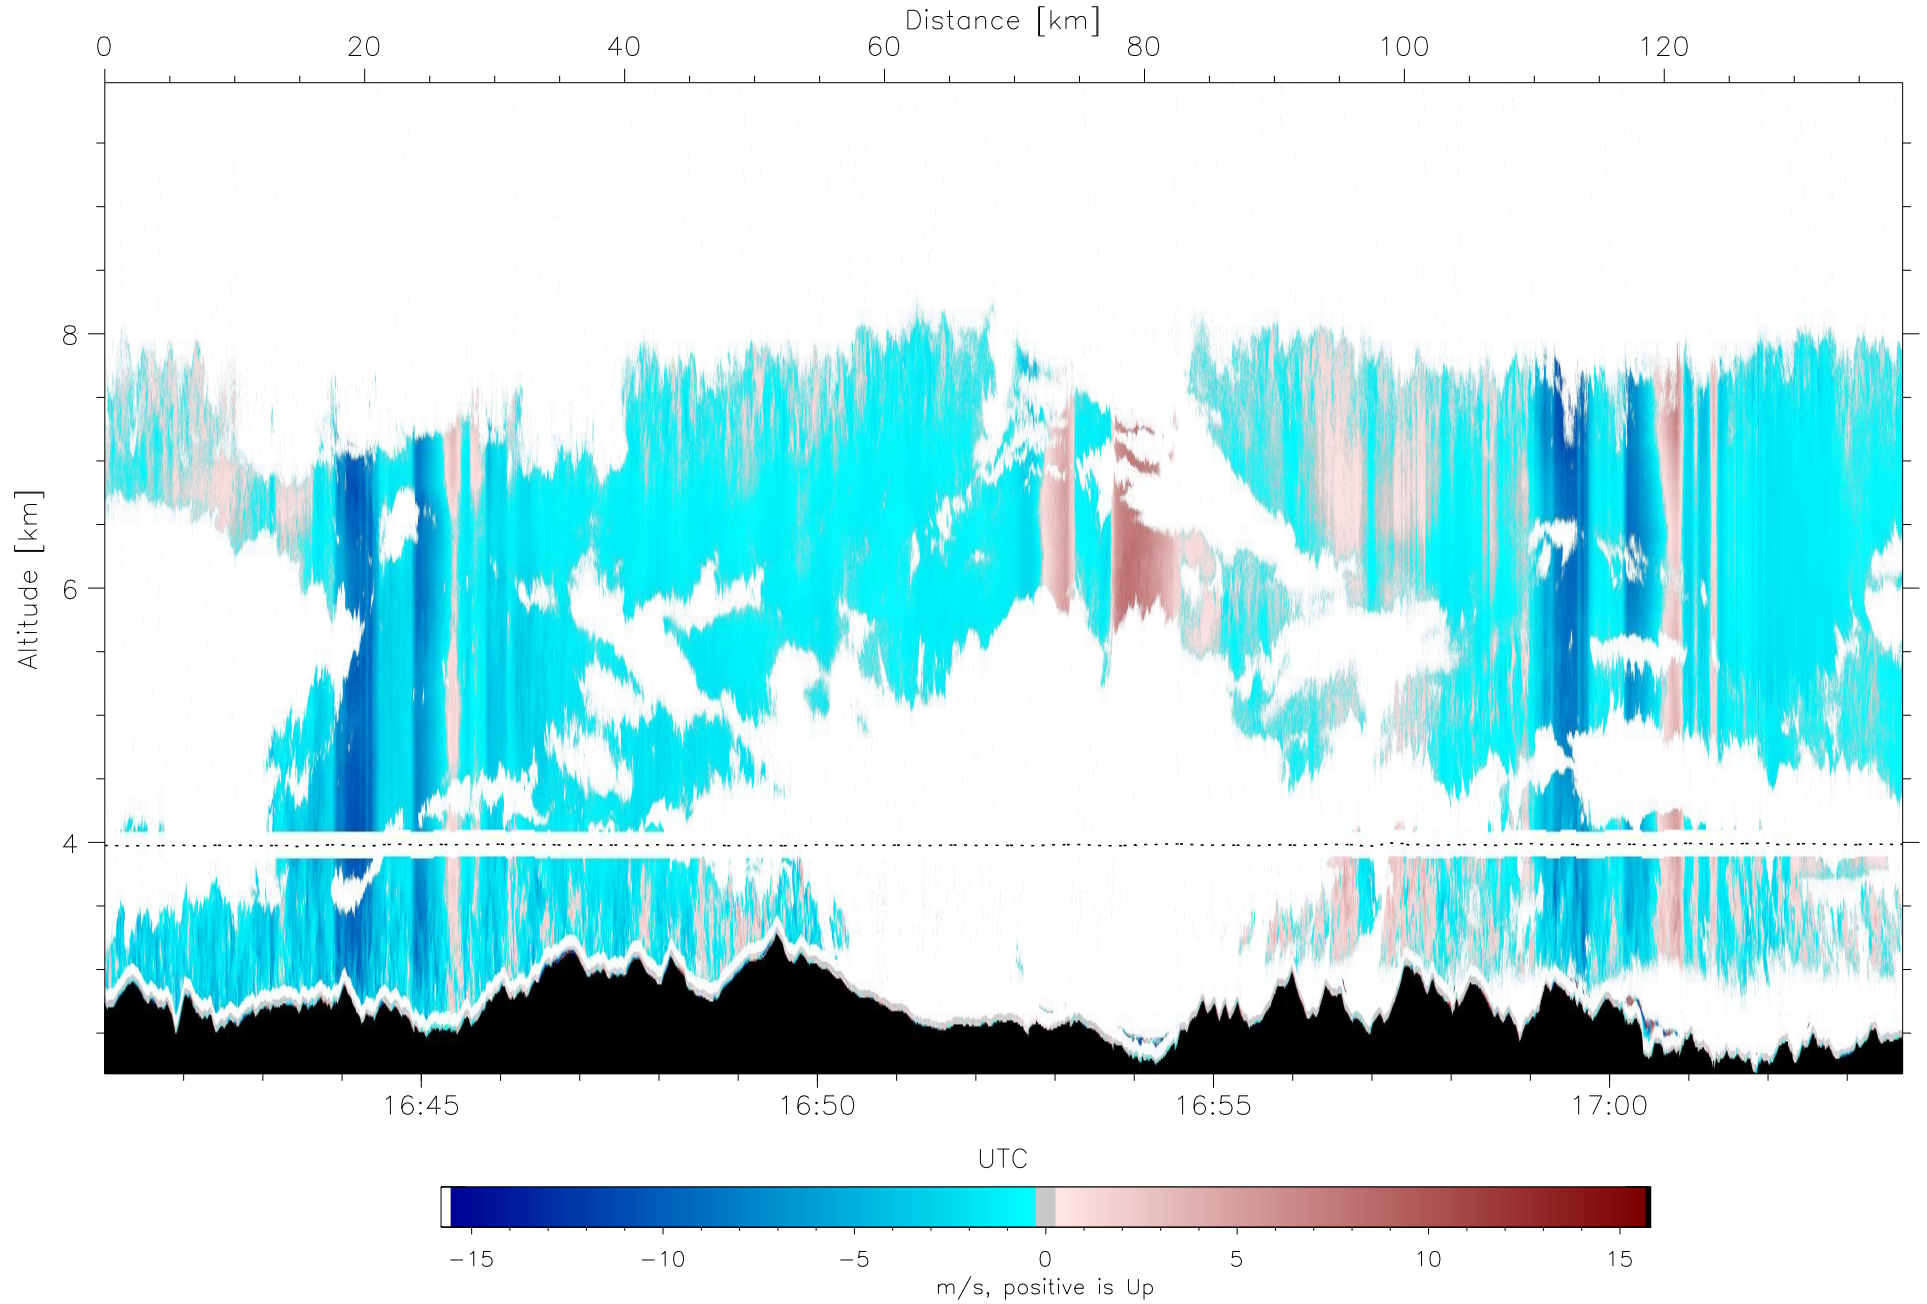 Distance [km]
0 20 40 60 80 100 120
8
6
4
Altitude [km]
16:45 16:50 16:55 17:00
UTC
−15 −10 −5 0 5 10 15
m/s, positive is Up